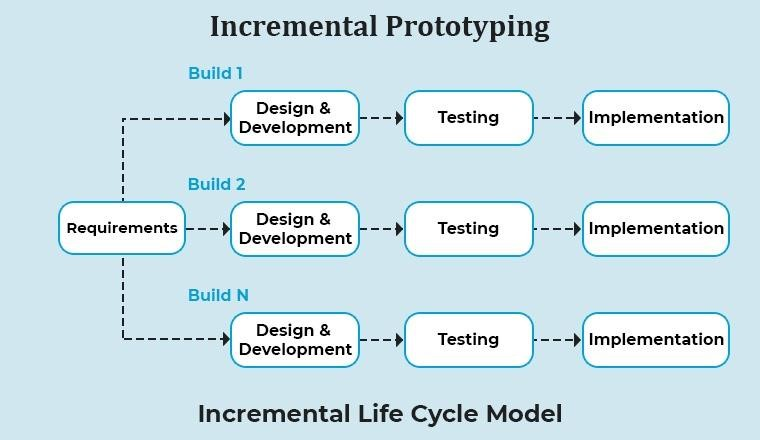 Incremental Prototyping
Build 1
Design &
Development
Testing
Implementation
Build 2
Requirements
Design &
Development
Testing
Implementation
Build N
Design &
Development
Testing
Implementation
Incremental Life Cycle Model